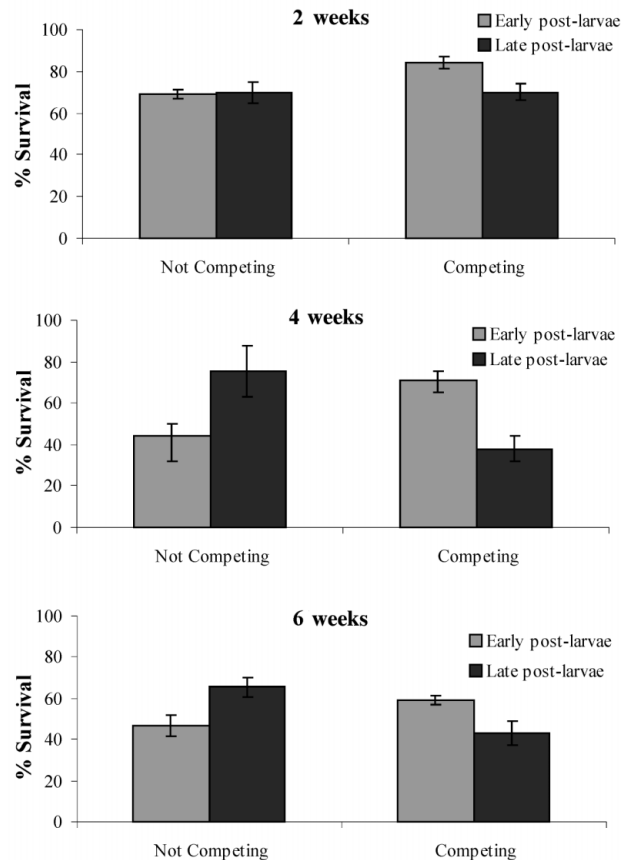 2 weeks
Early post-larvae
Late post-larvae
% Survival
100
80
60
40
20
0
Not Competing
Competing
4 weeks
Early post-larvae
Late post-larvae
% Survival
100
80
60
40
20
0
Not Competing
Competing
6 weeks
Early post-larvae
Late post-larvae
% Survival
100
80
60
40
20
0
Not Competing
Competing